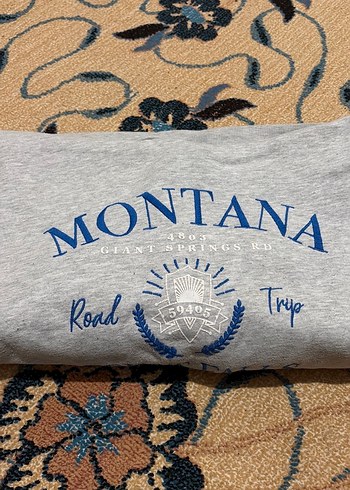 MONTANA
4803
GIANT SPRINGS RD
Road Trip
59405